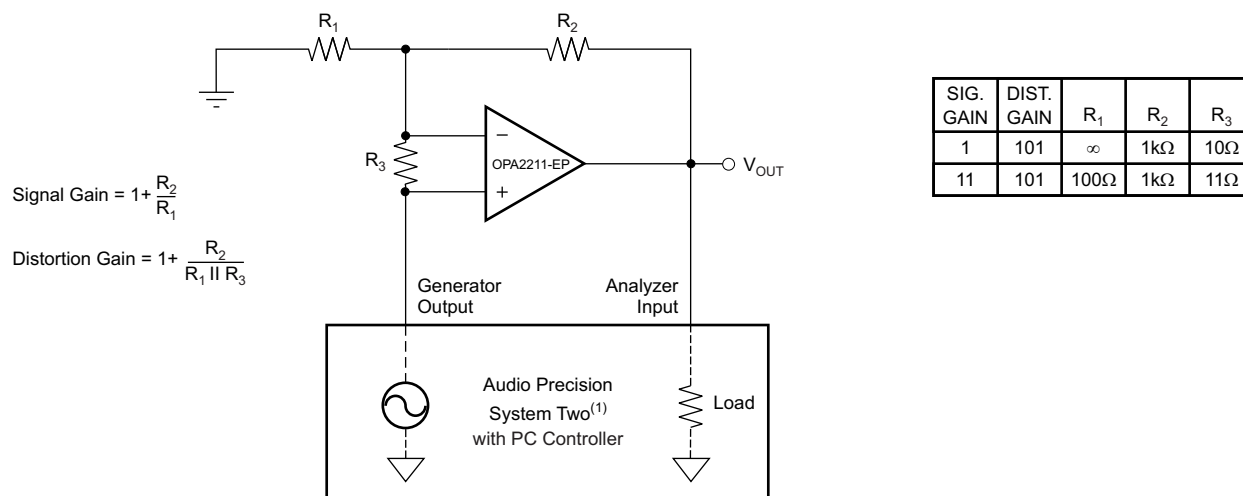 R1
R2
R3
−
OPA2211-EP
+
VOUT
Signal Gain = 1+ R2
R1
Distortion Gain = 1+ R2
R1 II R3
Generator
Output
Analyzer
Input
Audio Precision
System Two(1)
with PC Controller
Load
SIG. GAIN DIST. GAIN R1 R2 R3
1 101 ∞ 1kΩ 10Ω
11 101 100Ω 1kΩ 11Ω